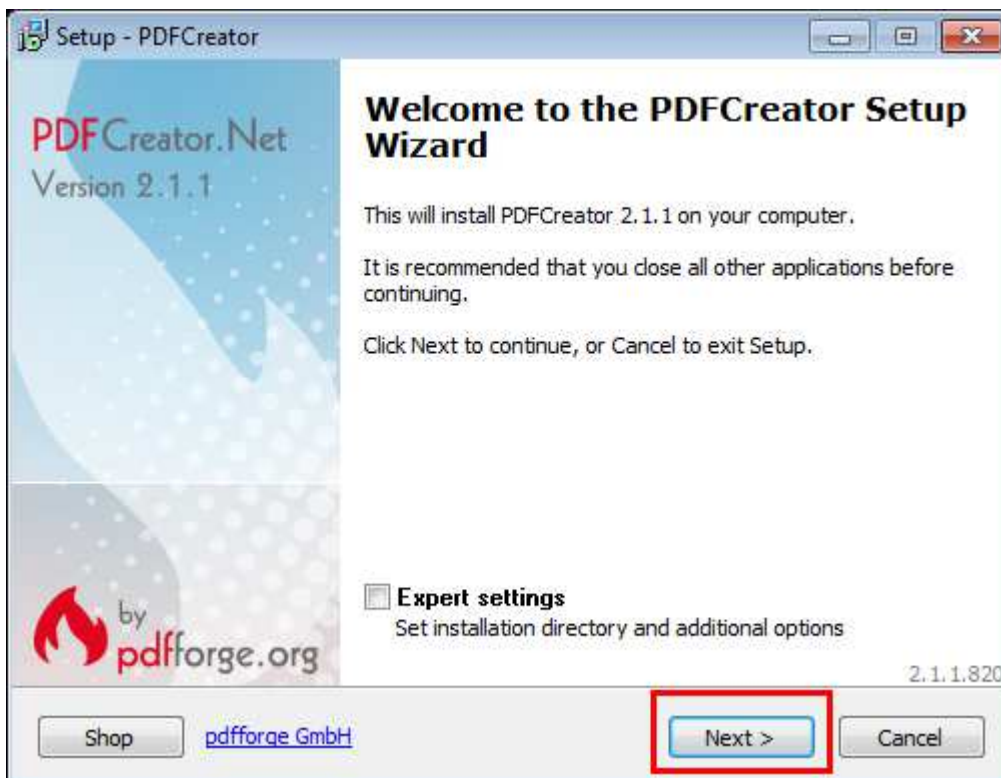 Setup - PDFCreator
PDFCreator.Net
Version 2.1.1
Welcome to the PDFCreator Setup
Wizard
This will install PDFCreator 2.1.1 on your computer.
It is recommended that you close all other applications before
continuing.
Click Next to continue, or Cancel to exit Setup.
Expert settings
Set installation directory and additional options
by
pdfforge.org
2.1.1.820
Shop
pdfforge GmbH
Next >
Cancel